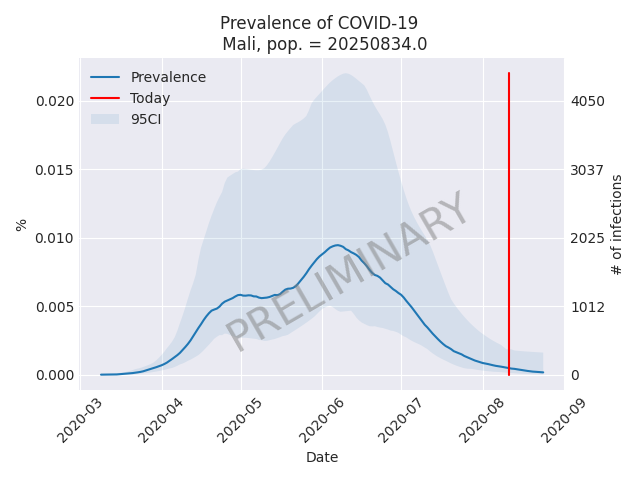 Prevalence of COVID-19
Mali, pop. = 20250834.0
Prevalence
Today
95CI
0.020
0.015
0.010
0.005
0.000
%
4050
3037
2025
1012
0
# of infections
PRELIMINARY
2020-03
2020-04
2020-05
2020-06
2020-07
2020-08
2020-09
Date